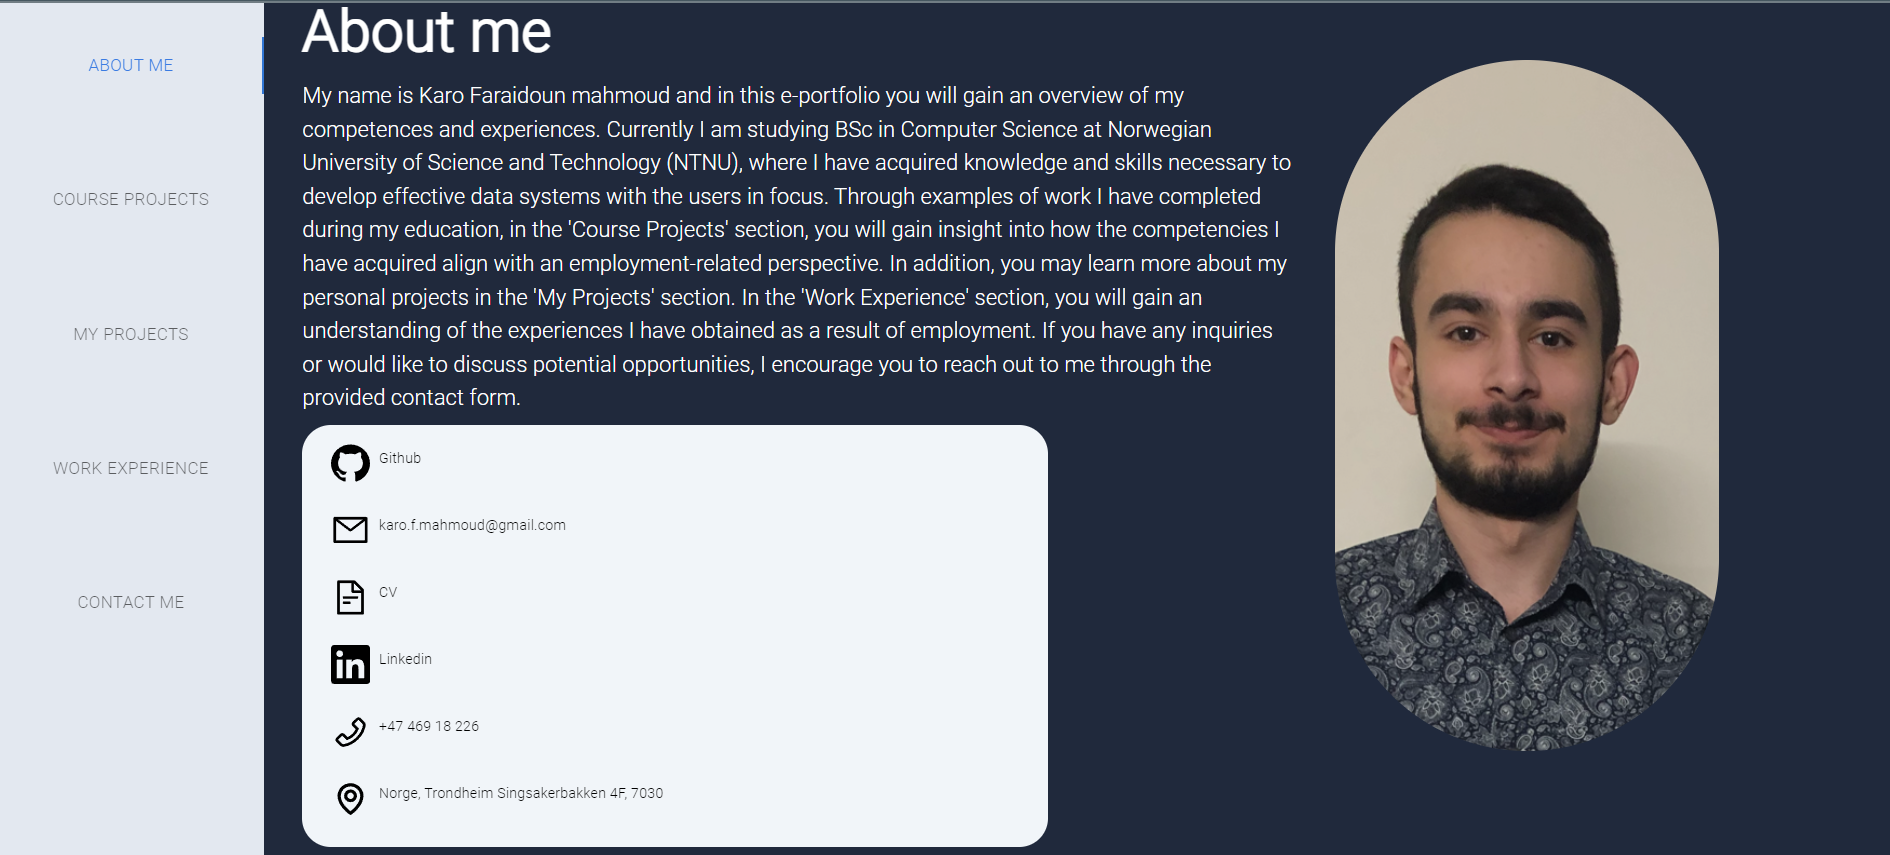 ABOUT ME
COURSE PROJECTS
MY PROJECTS
WORK EXPERIENCE
CONTACT ME
About me
My name is Karo Faraidoun mahmoud and in this e-portfolio you will gain an overview of my
competences and experiences. Currently I am studying BSc in Computer Science at Norwegian
University of Science and Technology (NTNU), where I have acquired knowledge and skills necessary to
develop effective data systems with the users in focus. Through examples of work I have completed
during my education, in the 'Course Projects' section, you will gain insight into how the competencies I
have acquired align with an employment-related perspective. In addition, you may learn more about my
personal projects in the 'My Projects' section. In the 'Work Experience' section, you will gain an
understanding of the experiences I have obtained as a result of employment. If you have any inquiries
or would like to discuss potential opportunities, I encourage you to reach out to me through the
provided contact form.
Github
karo.f.mahmoud@gmail.com
CV
in Linkedin
+47 469 18 226
Norge, Trondheim Singsakerbakken 4F, 7030